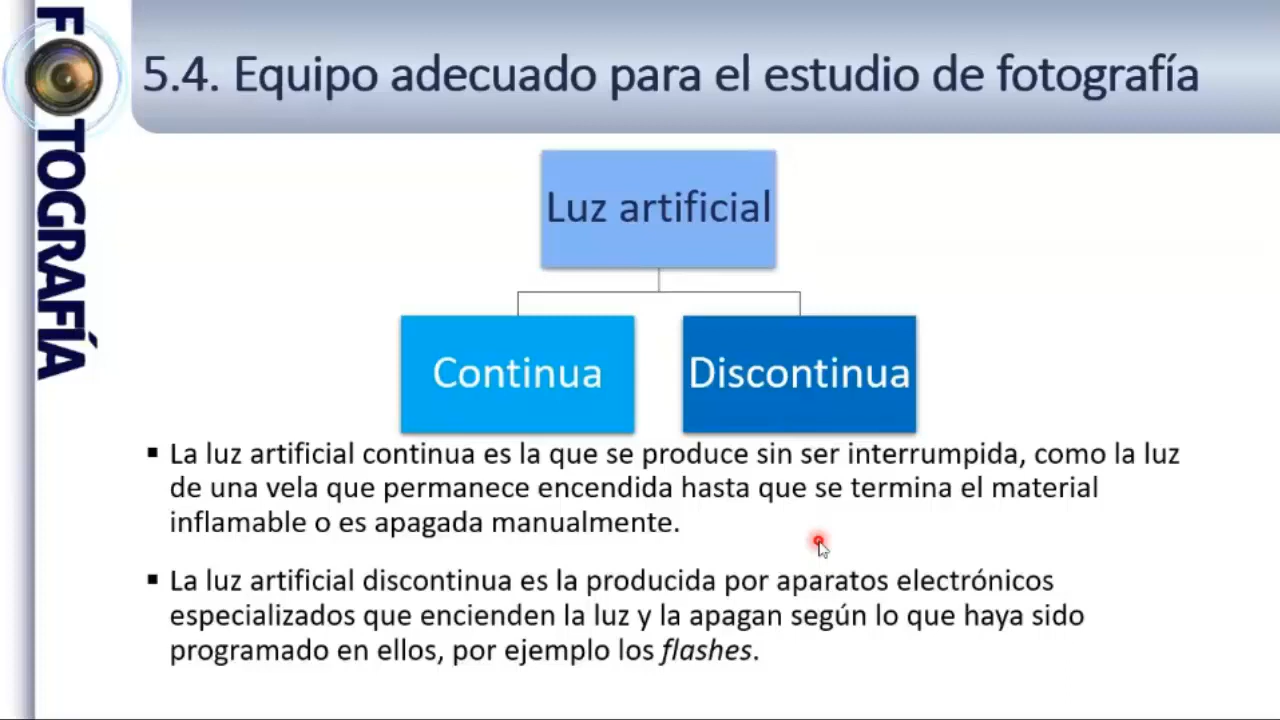 FOTOGRAFÍA
5.4. Equipo adecuado para el estudio de fotografía
Luz artificial
Continua
Discontinua
▪ La luz artificial continua es la que se produce sin ser interrumpida, como la luz
de una vela que permanece encendida hasta que se termina el material
inflamable o es apagada manualmente.
▪ La luz artificial discontinua es la producida por aparatos electrónicos
especializados que encienden la luz y la apagan según lo que haya sido
programado en ellos, por ejemplo los flashes.